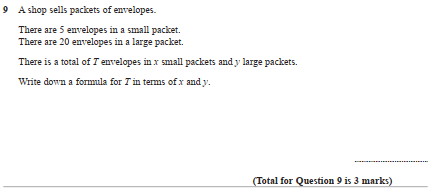 9 A shop sells packets of envelopes.
There are 5 envelopes in a small packet.
There are 20 envelopes in a large packet.
There is a total of T envelopes in x small packets and y large packets.
Write down a formula for T in terms of x and y.
..............................
(Total for Question 9 is 3 marks)